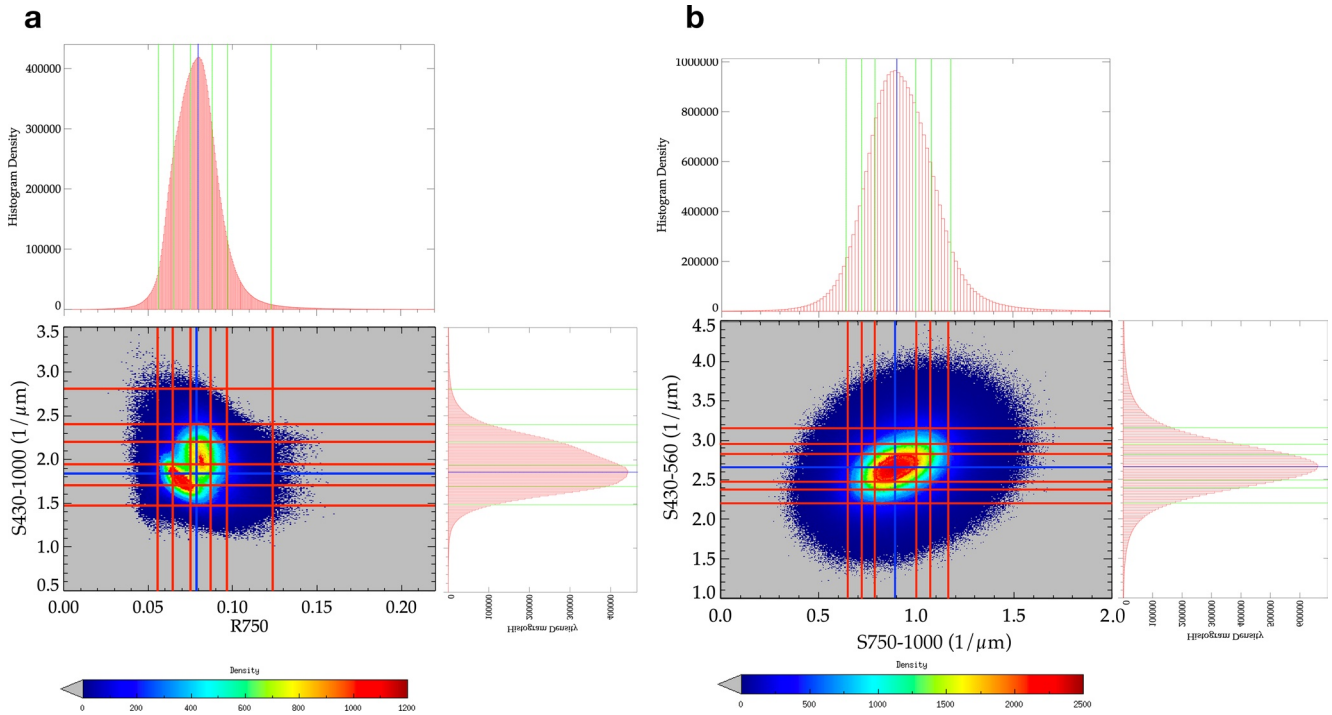 a
b
400000
300000
200000
100000
0
Histogram Density
1000000
800000
600000
400000
200000
0
Histogram Density
3.5
3.0
2.5
2.0
1.5
1.0
0.5
S430-1000 (1/μm)
0.00 0.05 0.10 0.15 0.20
R750
0 100000 200000 300000 400000
Histogram Density
4.5
4.0
3.5
3.0
2.5
2.0
1.5
1.0
S430-560 (1/μm)
0.0 0.5 1.0 1.5 2.0
S750-1000 (1/μm)
0 100000 200000 300000 400000 500000 600000
Histogram Density
Density
0 200 400 600 800 1000 1200
Density
0 500 1000 1500 2000 2500